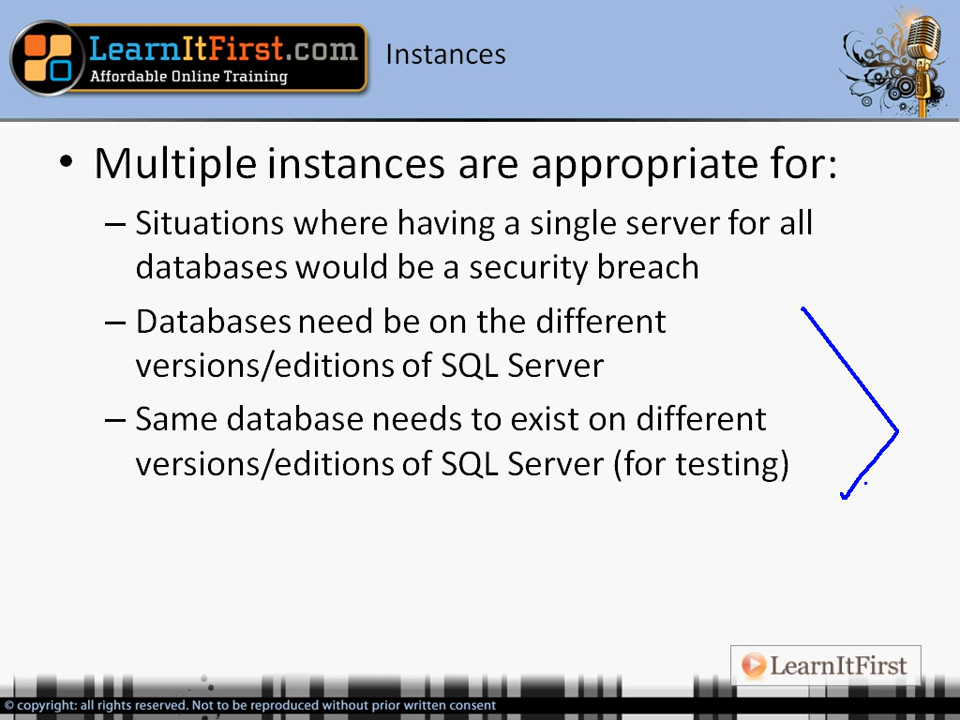 LearnItFirst.com
Affordable Online Training
Instances
• Multiple instances are appropriate for:
– Situations where having a single server for all
databases would be a security breach
– Databases need be on the different
versions/editions of SQL Server
– Same database needs to exist on different
versions/editions of SQL Server (for testing)
LearnItFirst
© copyright: all rights reserved. Not to be reproduced without prior written consent